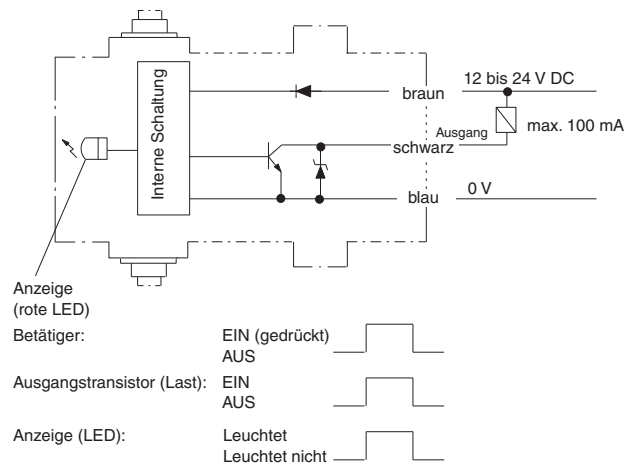 12 bis 24 V DC
braun
Interne Schaltung
Ausgang
max. 100 mA
schwarz
blau
0 V
Anzeige
(rote LED)
Betätiger:
EIN (gedrückt)
AUS
Ausgangstransistor (Last):
EIN
AUS
Anzeige (LED):
Leuchtet
Leuchtet nicht